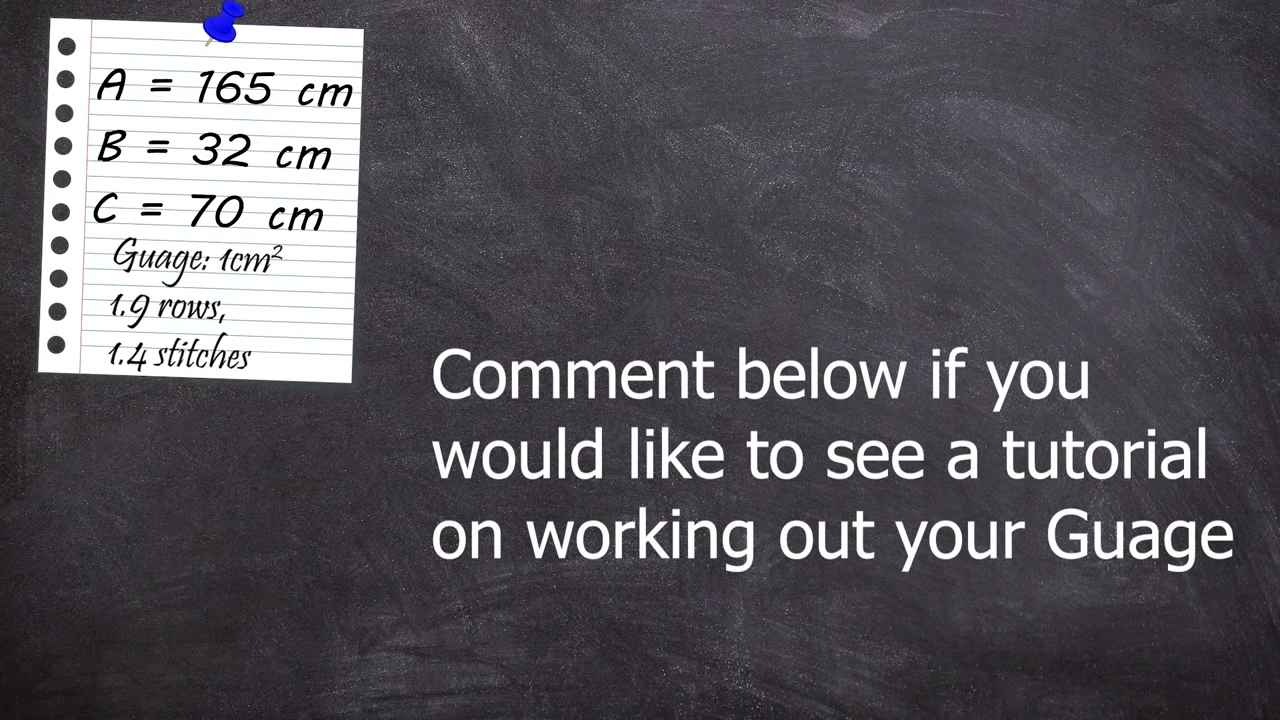 A = 165 cm
B = 32 cm
C = 70 cm
Guage: 1cm²
1.9 rows,
1.4 stitches
Comment below if you
would like to see a tutorial
on working out your Guage